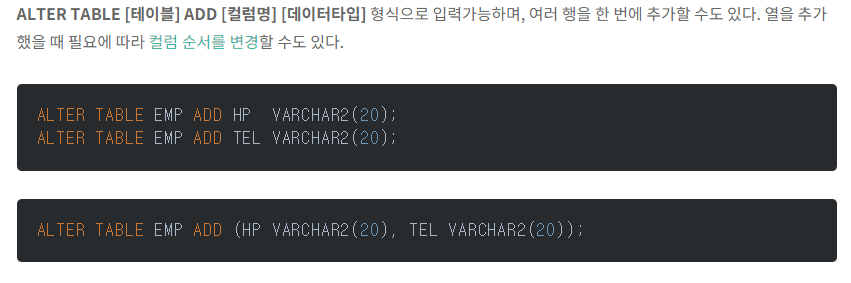 ALTER TABLE [테이블] ADD [컬럼명] [데이터타입] 형식으로 입력가능하며, 여러 행을 한 번에 추가할 수도 있다. 열을 추가
했을 때 필요에 따라 컬럼 순서를 변경할 수도 있다.
ALTER TABLE EMP ADD HP  VARCHAR2(20);
ALTER TABLE EMP ADD TEL VARCHAR2(20);
ALTER TABLE EMP ADD (HP VARCHAR2(20), TEL VARCHAR2(20));